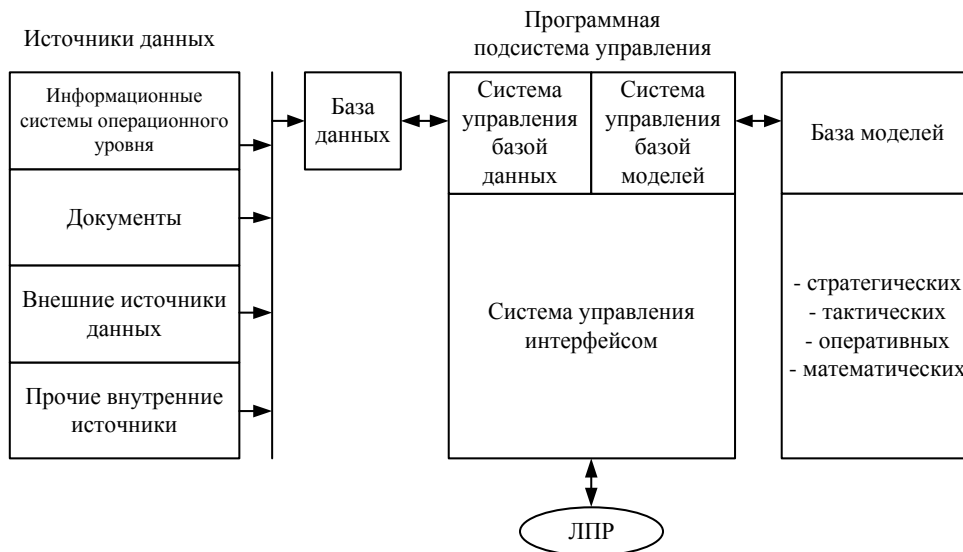 Источники данных
Информационные
системы операционного
уровня
Документы
Внешние источники
данных
Прочие внутренние
источники
База
данных
Программная
подсистема управления
Система
управления
базой
данных
Система
управления
базой
моделей
Система управления
интерфейсом
ЛПР
База моделей
- стратегических
- тактических
- оперативных
- математических